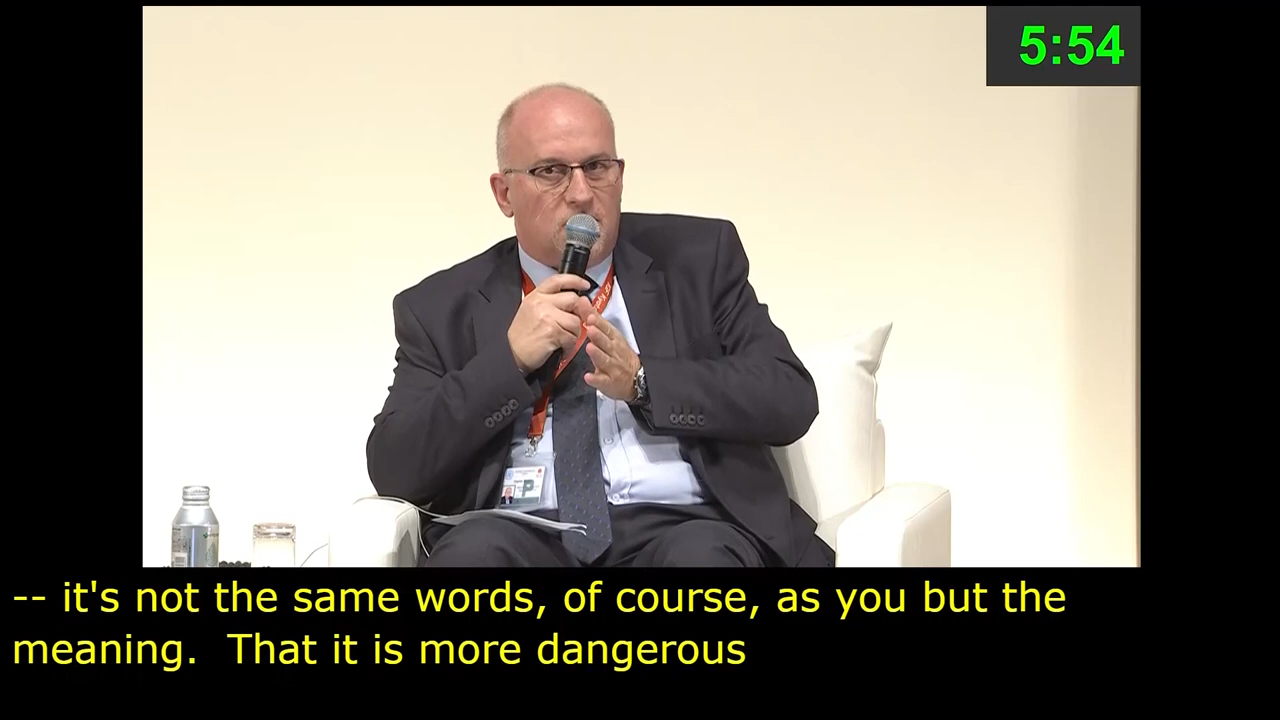 5:54
-- it's not the same words, of course, as you but the
meaning.  That it is more dangerous